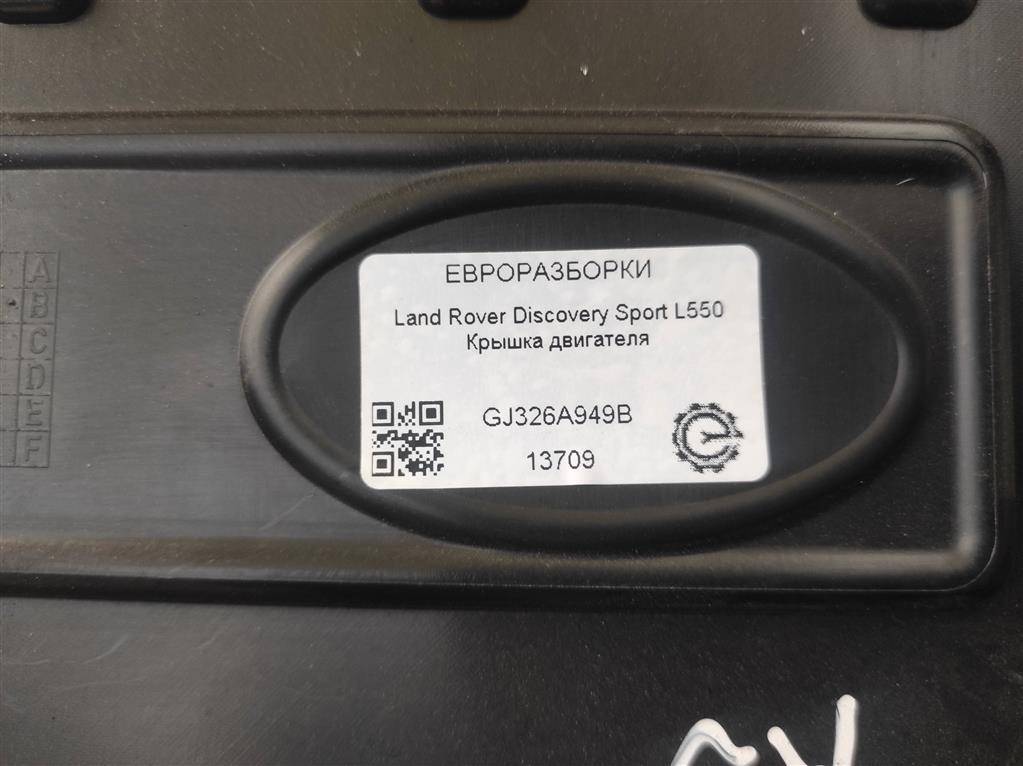 ЕВРОРАЗБОРКИ
Land Rover Discovery Sport L550
Крышка двигателя
GJ326A949B
13709
A
B
C
D
E
F